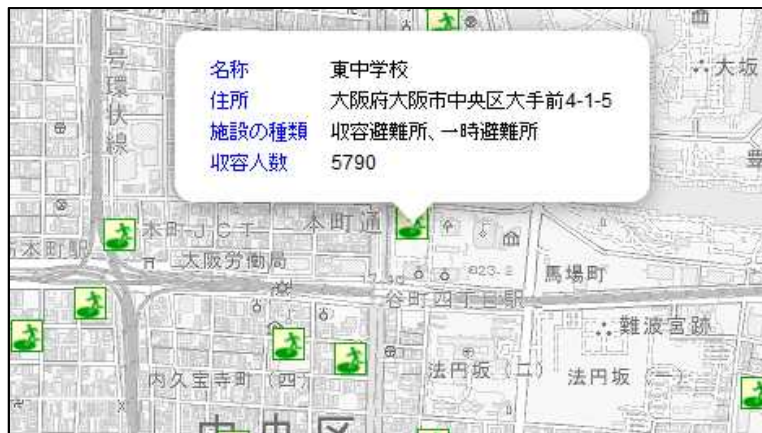 名称 東中学校
住所 大阪府大阪市中央区大手前4-1-5
施設の種類 収容避難所、一時避難所
収容人数 5790
一号環状線
大坂
豊
本町通
本町JCT
本町駅
大阪労働局
谷町四丁目駅
馬場町
難波宮跡
内久宝寺町(四)
法円坂(二)
法円坂(一)
中央区